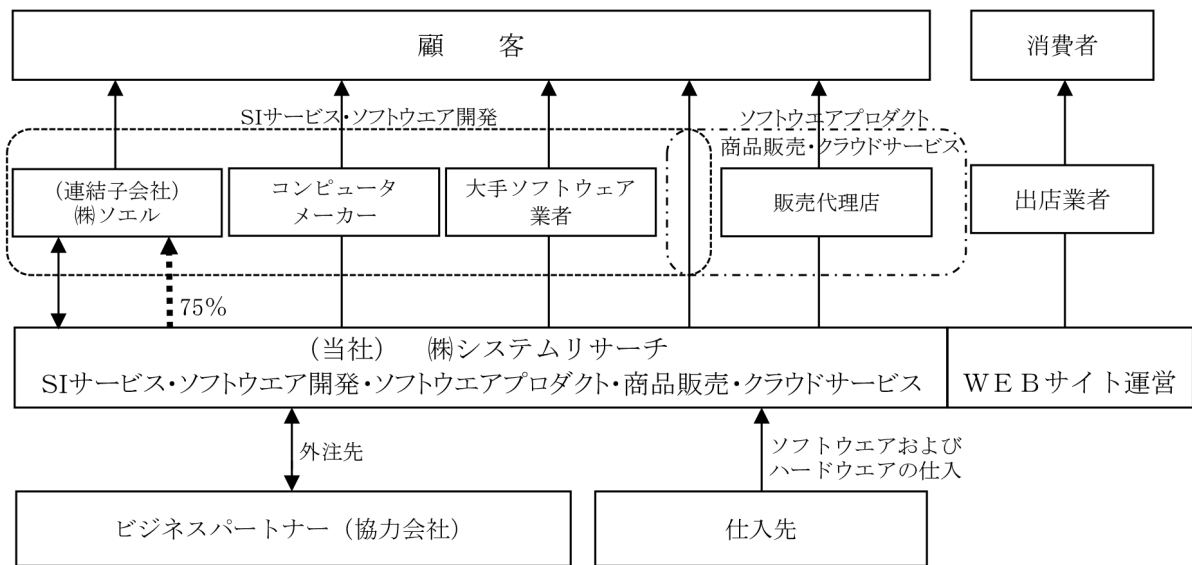 顧　　客
消費者
SIサービス・ソフトウエア開発
ソフトウエアプロダクト
商品販売・クラウドサービス
（連結子会社）
㈱ソエル
コンピュータ
メーカー
大手ソフトウェア
業者
販売代理店
出店業者
75%
（当社）　㈱システムリサーチ
SIサービス・ソフトウエア開発・ソフトウエアプロダクト・商品販売・クラウドサービス
ＷＥＢサイト運営
外注先
ソフトウエアおよび
ハードウエアの仕入
ビジネスパートナー（協力会社）
仕入先